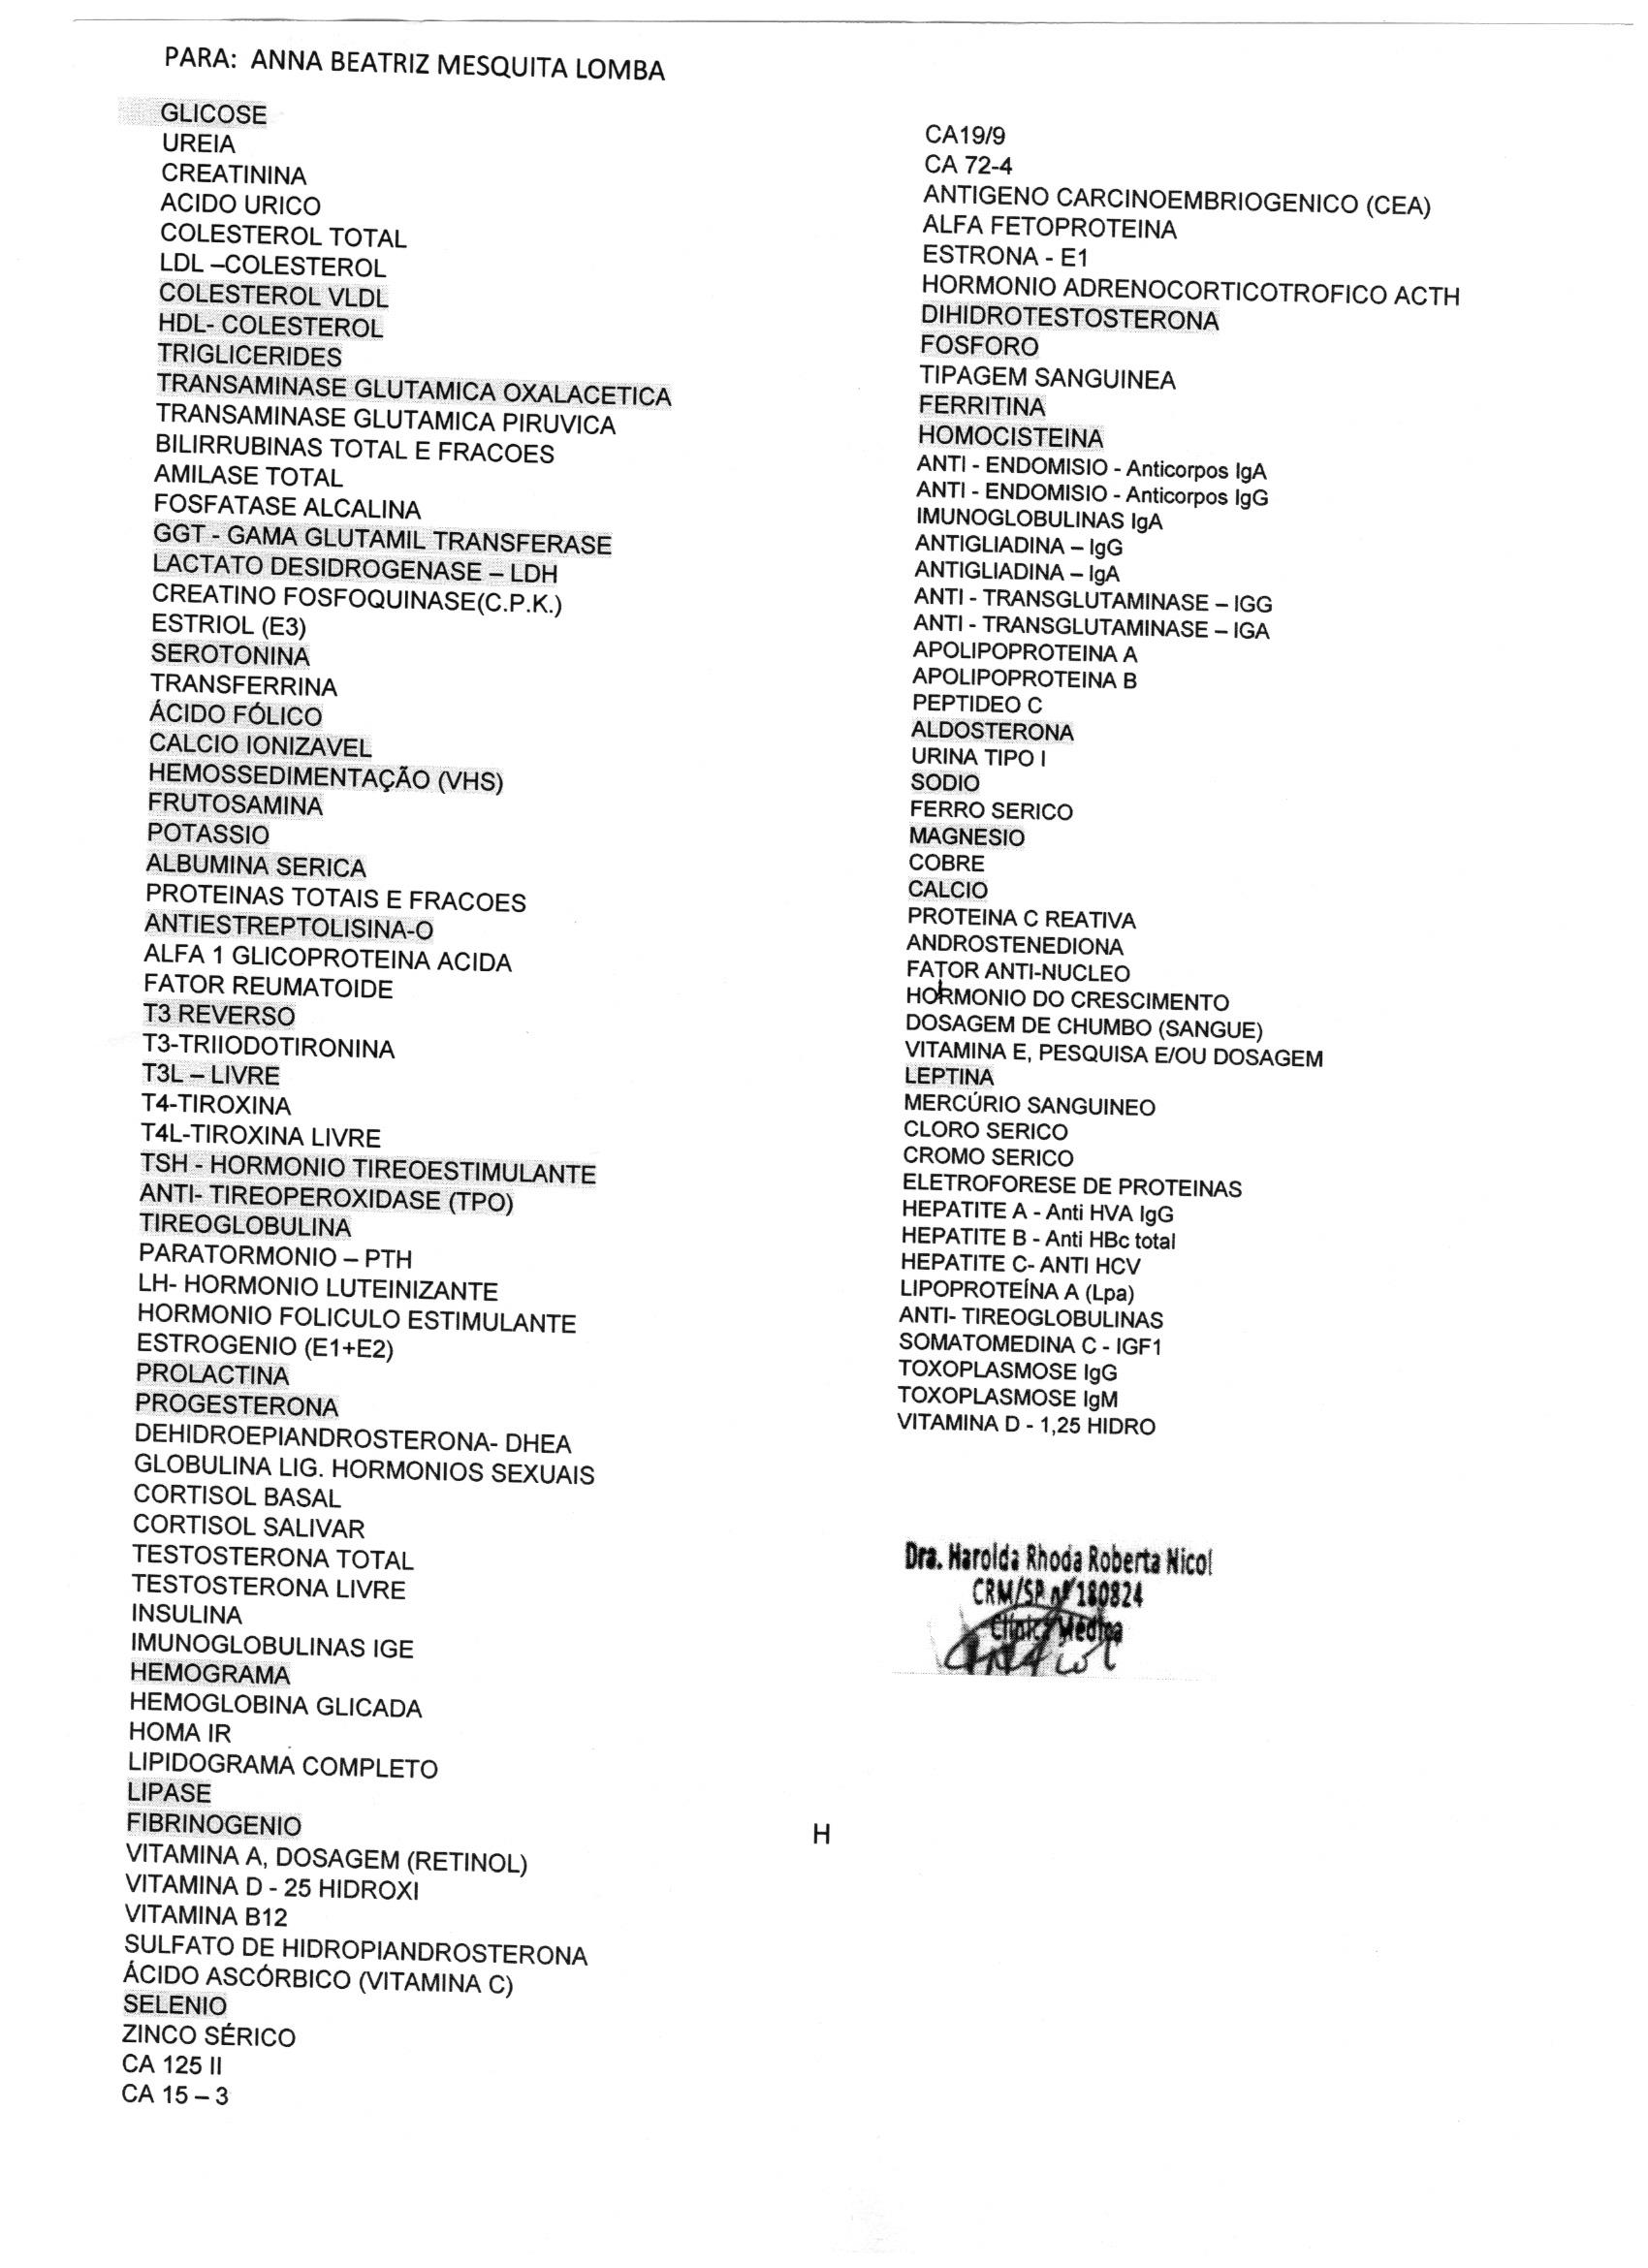 PARA: ANNA BEATRIZ MESQUITA LOMBA
GLICOSE
UREIA
CREATININA
ACIDO URICO
COLESTEROL TOTAL
LDL –COLESTEROL
COLESTEROL VLDL
HDL- COLESTEROL
TRIGLICERIDES
TRANSAMINASE GLUTAMICA OXALACETICA
TRANSAMINASE GLUTAMICA PIRUVICA
BILIRRUBINAS TOTAL E FRACOES
AMILASE TOTAL
FOSFATASE ALCALINA
GGT - GAMA GLUTAMIL TRANSFERASE
LACTATO DESIDROGENASE – LDH
CREATINO FOSFOQUINASE(C.P.K.)
ESTRIOL (E3)
SEROTONINA
TRANSFERRINA
ÁCIDO FÓLICO
CALCIO IONIZAVEL
HEMOSSEDIMENTAÇÃO (VHS)
FRUTOSAMINA
POTASSIO
ALBUMINA SERICA
PROTEINAS TOTAIS E FRACOES
ANTIESTREPTOLISINA-O
ALFA 1 GLICOPROTEINA ACIDA
FATOR REUMATOIDE
T3 REVERSO
T3-TRIIODOTIRONINA
T3L – LIVRE
T4-TIROXINA
T4L-TIROXINA LIVRE
TSH - HORMONIO TIREOESTIMULANTE
ANTI- TIREOPEROXIDASE (TPO)
TIREOGLOBULINA
PARATORMONIO – PTH
LH- HORMONIO LUTEINIZANTE
HORMONIO FOLICULO ESTIMULANTE
ESTROGENIO (E1+E2)
PROLACTINA
PROGESTERONA
DEHIDROEPIANDROSTERONA- DHEA
GLOBULINA LIG. HORMONIOS SEXUAIS
CORTISOL BASAL
CORTISOL SALIVAR
TESTOSTERONA TOTAL
TESTOSTERONA LIVRE
INSULINA
IMUNOGLOBULINAS IGE
HEMOGRAMA
HEMOGLOBINA GLICADA
HOMA IR
LIPIDOGRAMA COMPLETO
LIPASE
FIBRINOGENIO
VITAMINA A, DOSAGEM (RETINOL)
VITAMINA D - 25 HIDROXI
VITAMINA B12
SULFATO DE HIDROPIANDROSTERONA
ÁCIDO ASCÓRBICO (VITAMINA C)
SELENIO
ZINCO SÉRICO
CA 125 II
CA 15 – 3
CA19/9
CA 72-4
ANTIGENO CARCINOEMBRIOGENICO (CEA)
ALFA FETOPROTEINA
ESTRONA - E1
HORMONIO ADRENOCORTICOTROFICO ACTH
DIHIDROTESTOSTERONA
FOSFORO
TIPAGEM SANGUINEA
FERRITINA
HOMOCISTEINA
ANTI - ENDOMISIO - Anticorpos IgA
ANTI - ENDOMISIO - Anticorpos IgG
IMUNOGLOBULINAS IgA
ANTIGLIADINA – IgG
ANTIGLIADINA – IgA
ANTI - TRANSGLUTAMINASE – IGG
ANTI - TRANSGLUTAMINASE – IGA
APOLIPOPROTEINA A
APOLIPOPROTEINA B
PEPTIDEO C
ALDOSTERONA
URINA TIPO I
SODIO
FERRO SERICO
MAGNESIO
COBRE
CALCIO
PROTEINA C REATIVA
ANDROSTENEDIONA
FATOR ANTI-NUCLEO
HORMONIO DO CRESCIMENTO
DOSAGEM DE CHUMBO (SANGUE)
VITAMINA E, PESQUISA E/OU DOSAGEM
LEPTINA
MERCÚRIO SANGUINEO
CLORO SERICO
CROMO SERICO
ELETROFORESE DE PROTEINAS
HEPATITE A - Anti HVA IgG
HEPATITE B - Anti HBc total
HEPATITE C- ANTI HCV
LIPOPROTEÍNA A (Lpa)
ANTI- TIREOGLOBULINAS
SOMATOMEDINA C - IGF1
TOXOPLASMOSE IgG
TOXOPLASMOSE IgM
VITAMINA D - 1,25 HIDRO
Dra. Harolda Rhoda Roberta Nicol
CRM/SP nº 180824
Clínica Médica
H